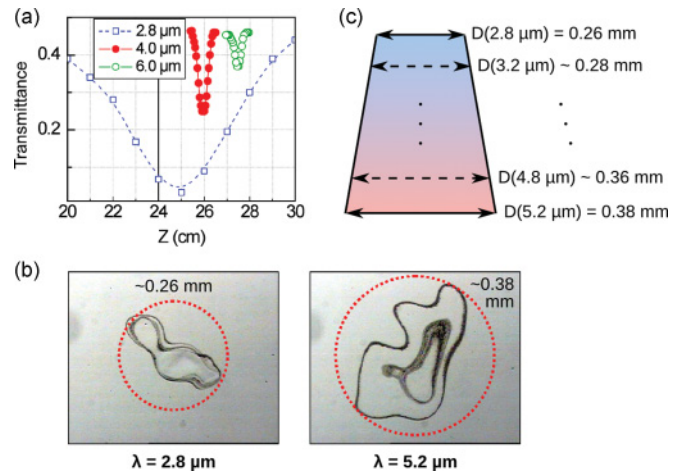 (a)
2.8 µm
4.0 µm
6.0 µm
Transmittance
0.4
0.2
20 22 24 26 28 30
Z (cm)
(c)
D(2.8 µm) = 0.26 mm
D(3.2 µm) ~ 0.28 mm
D(4.8 µm) ~ 0.36 mm
D(5.2 µm) = 0.38 mm
(b)
~0.26 mm
~0.38
mm
λ = 2.8 µm
λ = 5.2 µm